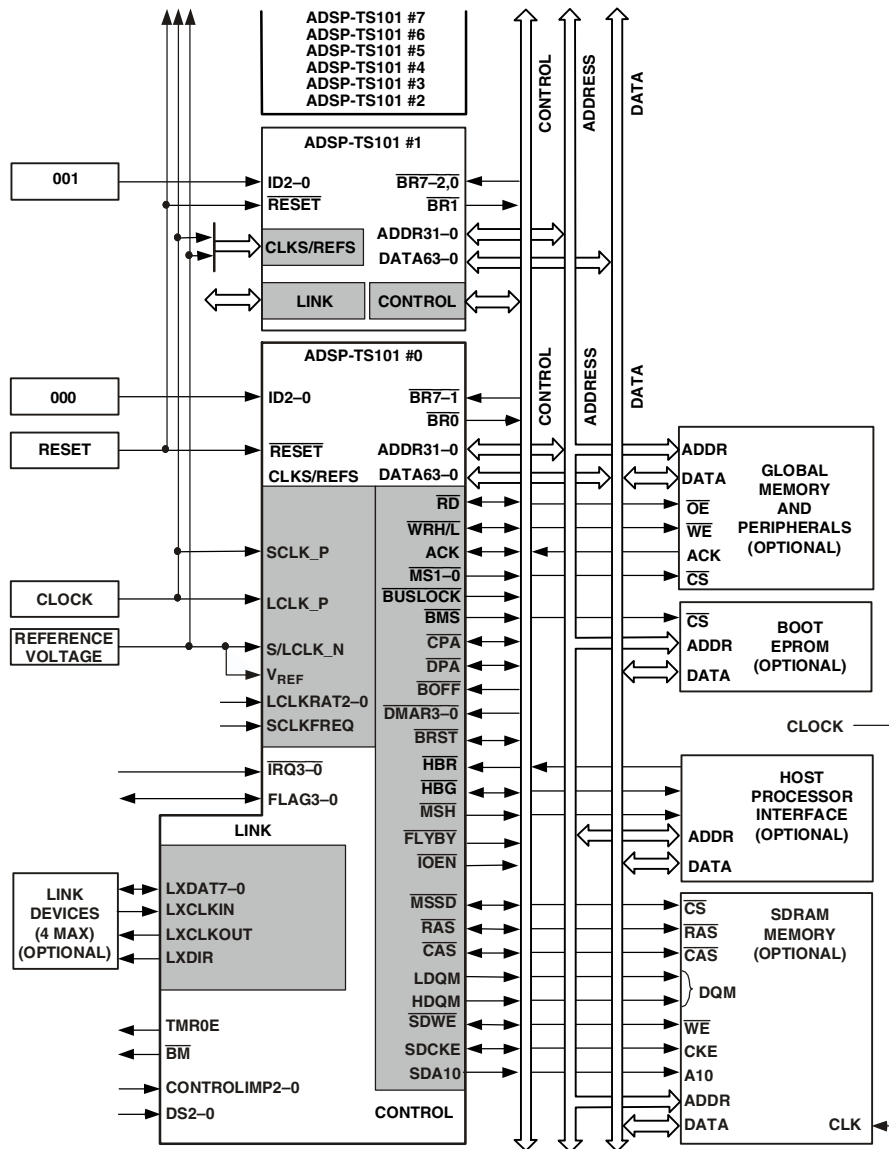 ADSP-TS101 #7
ADSP-TS101 #6
ADSP-TS101 #5
ADSP-TS101 #4
ADSP-TS101 #3
ADSP-TS101 #2
CONTROL
ADDRESS
DATA
ADSP-TS101 #1
001
ID2–0
BR7–2,0
RESET
BR1
ADDR31–0
CLKS/REFS
DATA63–0
LINK
CONTROL
ADSP-TS101 #0
CONTROL
ADDRESS
DATA
000
ID2–0
BR7–1
BR0
RESET
RESET
ADDR31–0
CLKS/REFS
DATA63–0
ADDR
DATA
GLOBAL
MEMORY
AND
PERIPHERALS
(OPTIONAL)
RD
OE
WRH/L
WE
SCLK_P
ACK
ACK
MS1–0
CS
CLOCK
LCLK_P
BUSLOCK
BMS
CS
REFERENCE
VOLTAGE
S/LCLK_N
CPA
ADDR
BOOT
EPROM
(OPTIONAL)
VREF
DPA
DATA
LCLKRAT2–0
BOFF
SCLKFREQ
DMAR3–0
CLOCK
BRST
IRQ3–0
HBR
HOST
PROCESSOR
INTERFACE
(OPTIONAL)
FLAG3–0
HBG
MSH
LINK
FLYBY
ADDR
IOEN
DATA
LINK
DEVICES
(4 MAX)
(OPTIONAL)
LXDAT7–0
LXCLKIN
LXCLKOUT
LXDIR
MSSD
CS
SDRAM
MEMORY
(OPTIONAL)
RAS
RAS
CAS
CAS
LDQM
DQM
HDQM
TMR0E
SDWE
WE
BM
SDCKE
CKE
SDA10
A10
CONTROLIMP2–0
ADDR
DS2–0
CONTROL
DATA
CLK